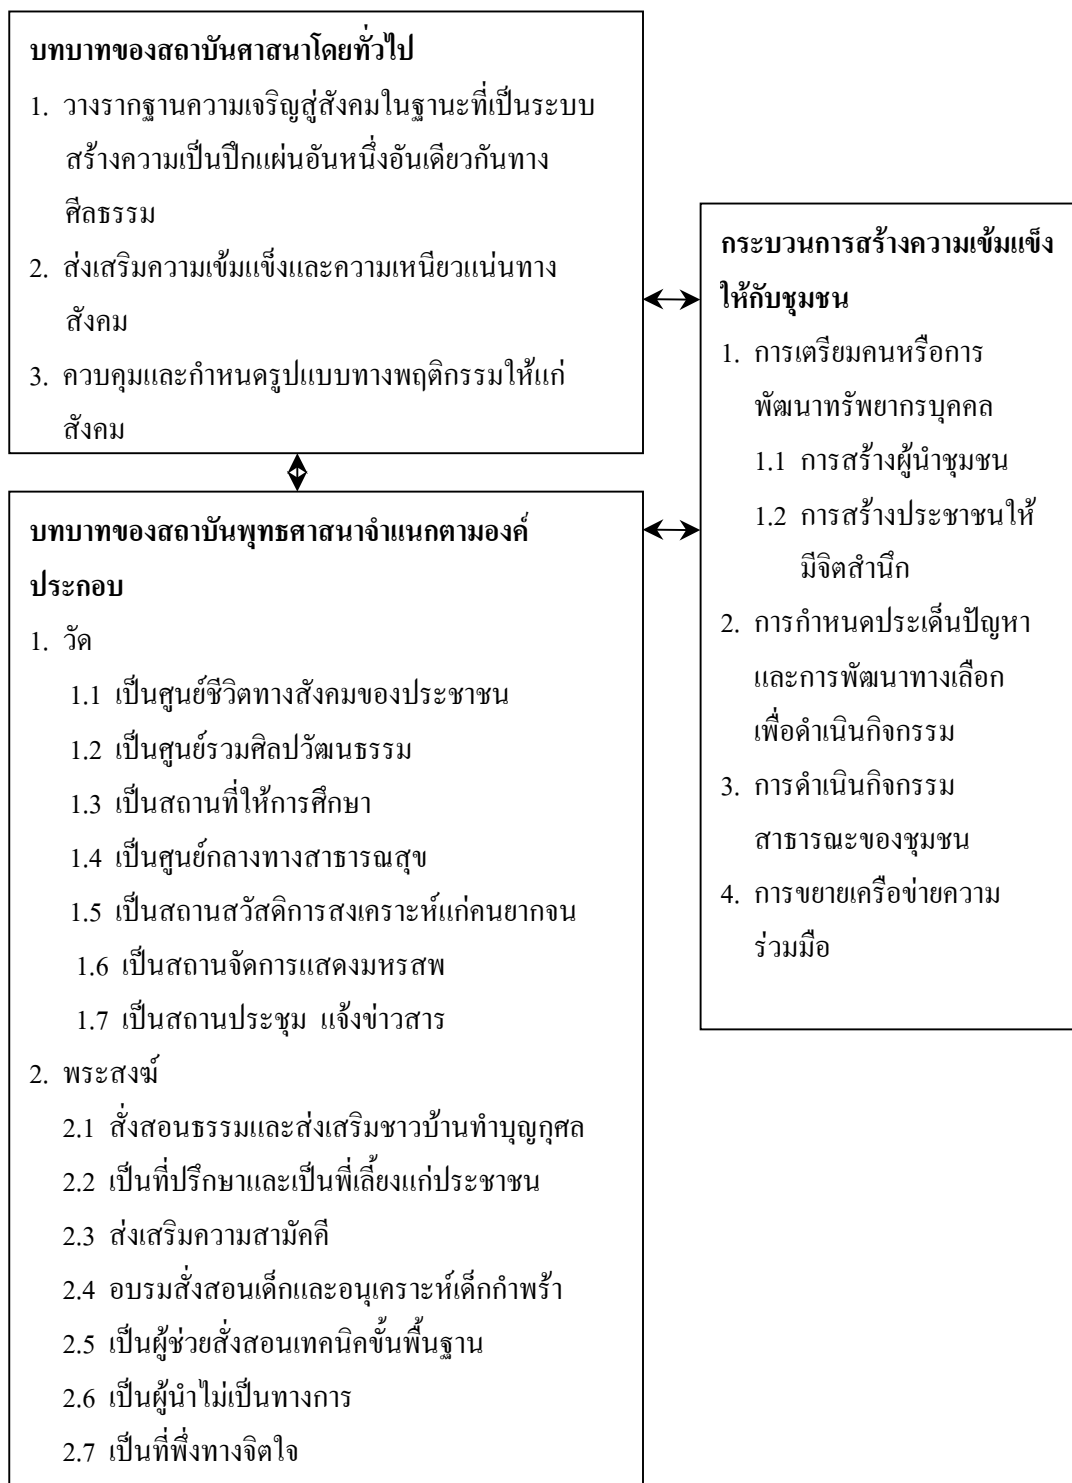 บทบาทของสถาบันศาสนาโดยทั่วไป
1. วางรากฐานความเจริญสู่สังคมในฐานะที่เป็นระบบ
สร้างความเป็นปึกแผ่นอันหนึ่งอันเดียวกันทาง
ศีลธรรม
2. ส่งเสริมความเข้มแข็งและความเหนียวแน่นทาง
สังคม
3. ควบคุมและกำหนดรูปแบบทางพฤติกรรมให้แก่
สังคม
บทบาทของสถาบันพุทธศาสนาจำแนกตามองค์
ประกอบ
1. วัด
1.1 เป็นศูนย์ชีวิตทางสังคมของประชาชน
1.2 เป็นศูนย์รวมศิลปวัฒนธรรม
1.3 เป็นสถานที่ให้การศึกษา
1.4 เป็นศูนย์กลางทางสาธารณสุข
1.5 เป็นสถานสวัสดิการสงเคราะห์แก่คนยากจน
1.6 เป็นสถานจัดการแสดงมหรสพ
1.7 เป็นสถานประชุม แจ้งข่าวสาร
2. พระสงฆ์
2.1 สั่งสอนธรรมและส่งเสริมชาวบ้านทำบุญกุศล
2.2 เป็นที่ปรึกษาและเป็นพี่เลี้ยงแก่ประชาชน
2.3 ส่งเสริมความสามัคคี
2.4 อบรมสั่งสอนเด็กและอนุเคราะห์เด็กกำพร้า
2.5 เป็นผู้ช่วยสั่งสอนเทคนิคขั้นพื้นฐาน
2.6 เป็นผู้นำไม่เป็นทางการ
2.7 เป็นที่พึ่งทางจิตใจ
กระบวนการสร้างความเข้มแข็ง
ให้กับชุมชน
1. การเตรียมคนหรือการ
พัฒนาทรัพยากรบุคคล
1.1 การสร้างผู้นำชุมชน
1.2 การสร้างประชาชนให้
มีจิตสำนึก
2. การกำหนดประเด็นปัญหา
และการพัฒนาทางเลือก
เพื่อดำเนินกิจกรรม
3. การดำเนินกิจกรรม
สาธารณะของชุมชน
4. การขยายเครือข่ายความ
ร่วมมือ